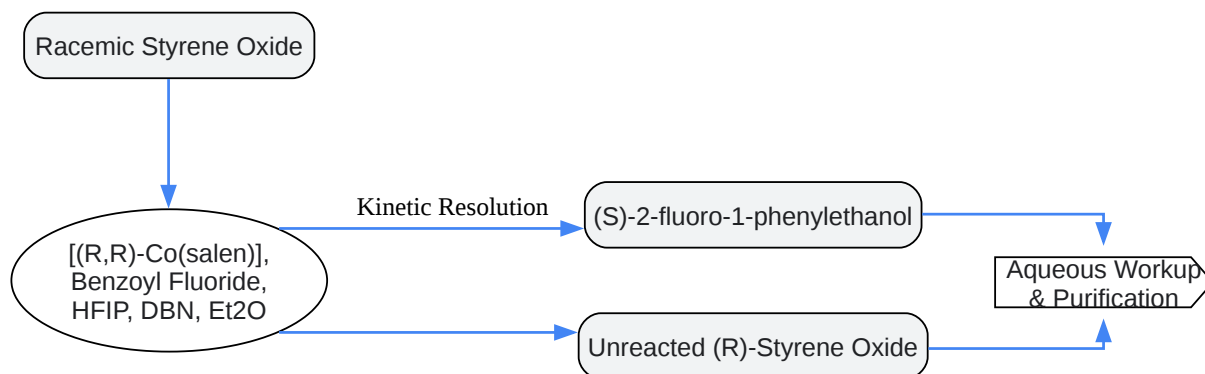 Racemic Styrene Oxide
Kinetic Resolution
(S)-2-fluoro-1-phenylethanol
[(R,R)-Co(salen)],
Benzoyl Fluoride,
HFIP, DBN, Et2O
Aqueous Workup
& Purification
Unreacted (R)-Styrene Oxide